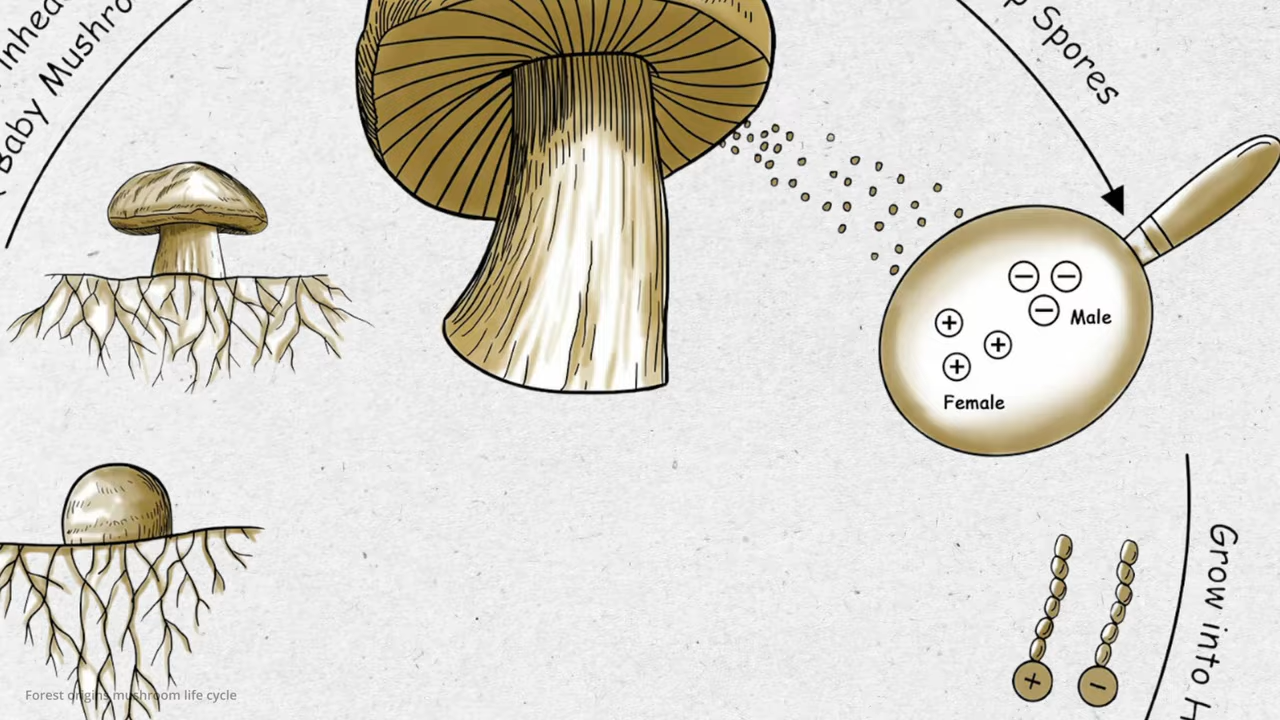 Baby Mushro
Spores
Male
Female
Grow into
Forest origins mushroom life cycle